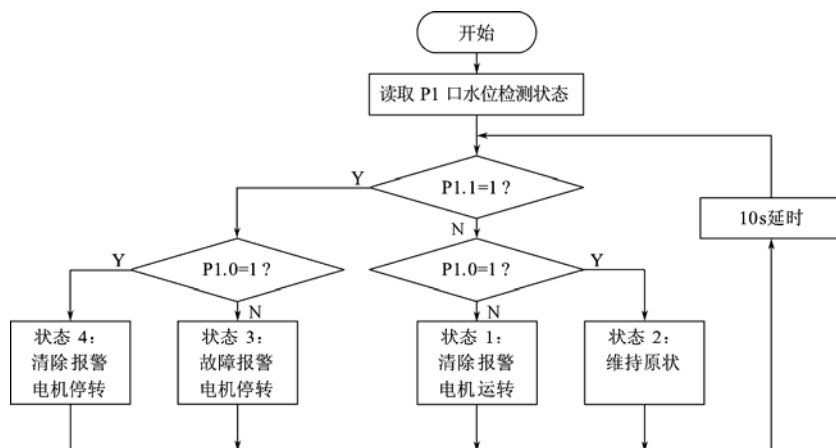 开始
读取 P1 口水位检测状态
P1.1=1？
Y
N
10s延时
P1.0=1？
Y
N
P1.0=1？
Y
N
状态 4：
清除报警
电机停转
状态 3：
故障报警
电机停转
状态 1：
清除报警
电机运转
状态 2：
维持原状